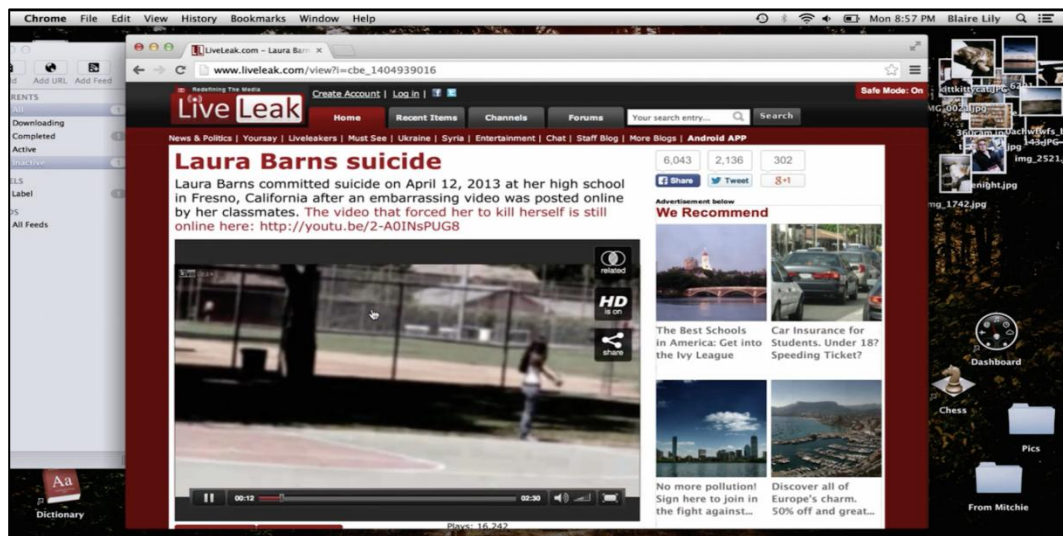 Chrome File Edit View History Bookmarks Window Help
Mon 8:57 PM Blaire Lily
Add URL Add Feed
LiveLeak.com - Laura Barn
www.liveleak.com/view?i=cbe_1404939016
Redefining The Media
Live Leak
Create Account | Log in |
Safe Mode: On
Home Recent Items Channels Forums
Your search entry...
Search
News & Politics | Yoursay | Liveleakers | Must See | Ukraine | Syria | Entertainment | Chat | Staff Blog | More Blogs | Android APP
All
Downloading
Completed
Active
Inactive
Label
All Feeds
Laura Barns suicide
Laura Barns committed suicide on April 12, 2013 at her high school
in Fresno, California after an embarrassing video was posted online
by her classmates. The video that forced her to kill herself is still
online here: http://youtu.be/2-A0INsPUG8
related
HD
is on
share
00:12
02:30
Plays: 16,242
6,043 2,136 302
Share Tweet +1
Advertisement below
We Recommend
The Best Schools
in America: Get into
the Ivy League
Car Insurance for
Students. Under 18?
Speeding Ticket?
No more pollution!
Sign here to join in
the fight against...
Discover all of
Europe's charm.
50% off and great...
kittkittycat.jpg
img_2521.
enight.jpg
mg_1742.jpg
Dashboard
Chess
Pics
From Mitchie
Aa
Dictionary